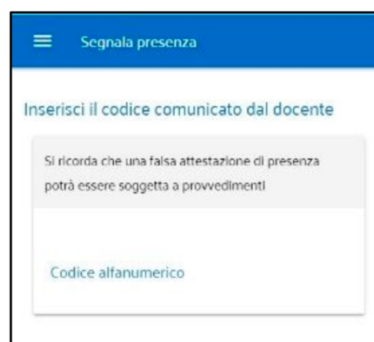 Segnala presenza
Inserisci il codice comunicato dal docente
Si ricorda che una falsa attestazione di presenza
potrà essere soggetta a provvedimenti
Codice alfanumerico